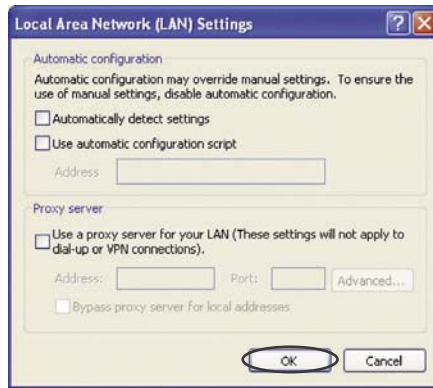 Local Area Network (LAN) Settings
Automatic configuration
Automatic configuration may override manual settings. To ensure the
use of manual settings, disable automatic configuration.
Automatically detect settings
Use automatic configuration script
Address
Proxy server
Use a proxy server for your LAN (These settings will not apply to
dial-up or VPN connections).
Address: Port: Advanced...
Bypass proxy server for local addresses
OK Cancel